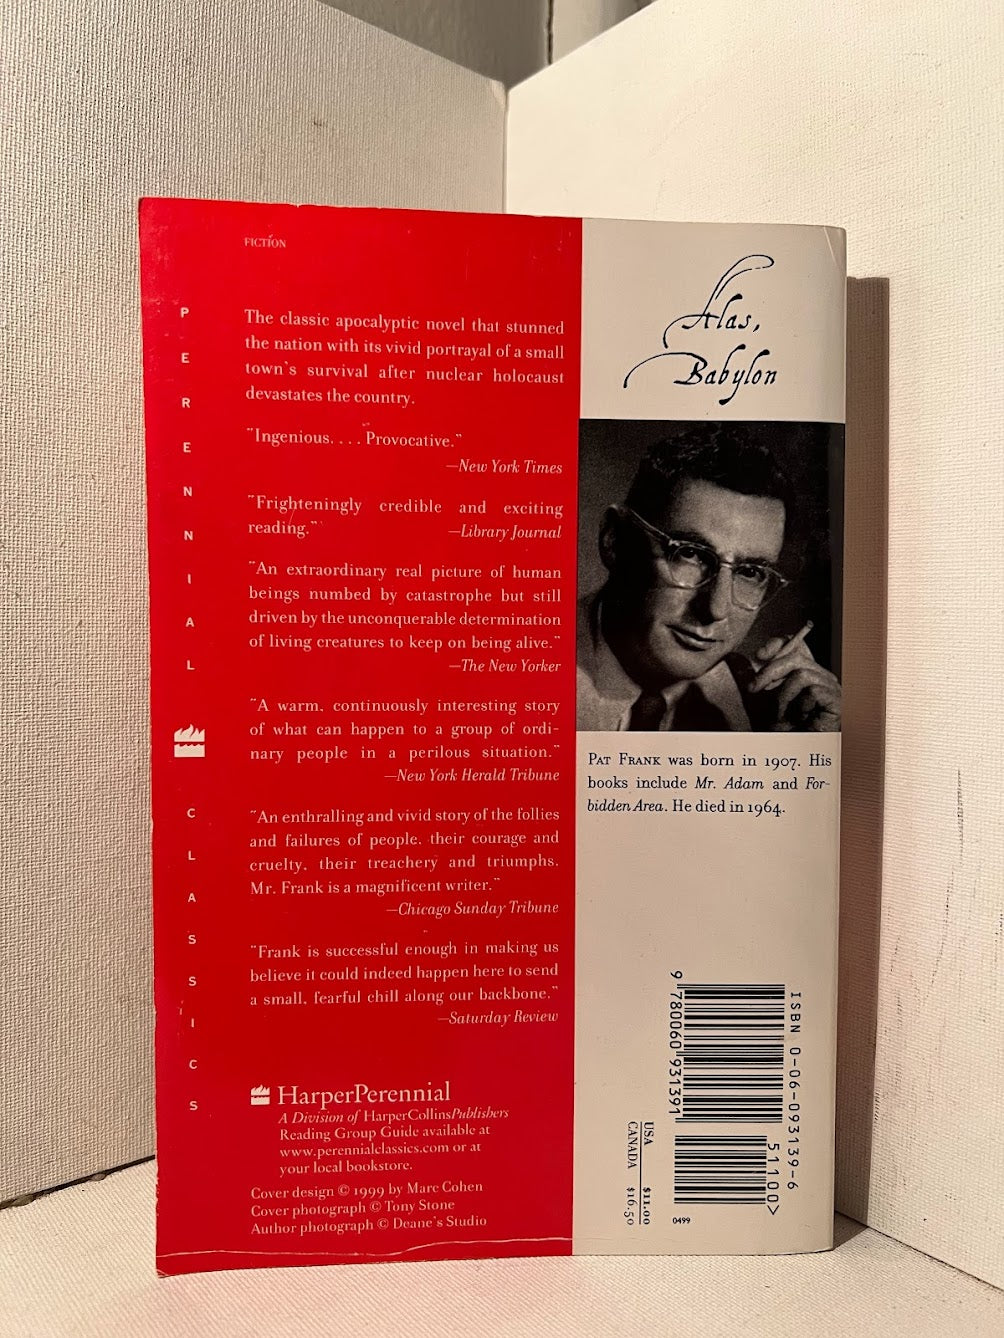 FICTION
The classic apocalyptic novel that stunned
the nation with its vivid portrayal of a small
town's survival after nuclear holocaust
devastates the country.
"Ingenious. . . . Provocative."
—New York Times
"Frighteningly credible and exciting
reading." —Library Journal
"An extraordinary real picture of human
beings numbed by catastrophe but still
driven by the unconquerable determination
of living creatures to keep on being alive."
—The New Yorker
"A warm, continuously interesting story
of what can happen to a group of ordi-
nary people in a perilous situation."
—New York Herald Tribune
"An enthralling and vivid story of the follies
and failures of people, their courage and
cruelty, their treachery and triumphs.
Mr. Frank is a magnificent writer."
—Chicago Sunday Tribune
"Frank is successful enough in making us
believe it could indeed happen here to send
a small, fearful chill along our backbone."
—Saturday Review
HarperPerennial
A Division of HarperCollinsPublishers
Reading Group Guide available at
www.perennialclassics.com or at
your local bookstore.
Cover design © 1999 by Marc Cohen
Cover photograph © Tony Stone
Author photograph © Deane's Studio
PERENNIAL CLASSICS
Alas,
Babylon
PAT FRANK was born in 1907. His
books include Mr. Adam and For-
bidden Area. He died in 1964.
ISBN 0-06-093139-6
9 780060 931391
51100>
USA $11.00
CANADA $16.50
0499